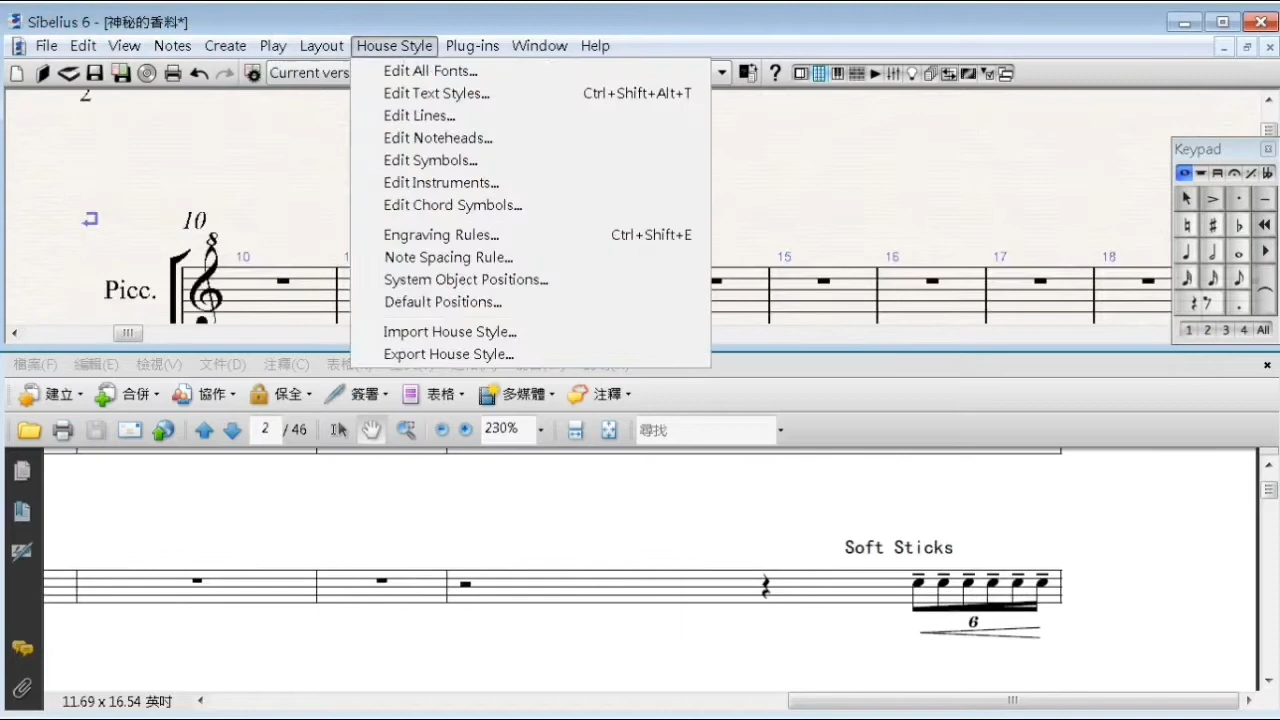 Sibelius 6 - [神秘的香料*]
File Edit View Notes Create Play Layout House Style Plug-ins Window Help
Current vers
Edit All Fonts...
Edit Text Styles... Ctrl+Shift+Alt+T
Edit Lines...
Edit Noteheads...
Edit Symbols...
Edit Instruments...
Edit Chord Symbols...
Engraving Rules... Ctrl+Shift+E
Note Spacing Rule...
System Object Positions...
Default Positions...
Import House Style...
Export House Style...
2
10
8
10
15 16 17 18
Picc.
Keypad
1 2 3 4 All
檔案(F) 編輯(E) 檢視(V) 文件(D) 注釋(C)
建立 合併 協作 保全 簽署 表格 多媒體 注釋
2 / 46 230% 尋找
Soft Sticks
6
11.69 x 16.54 英吋